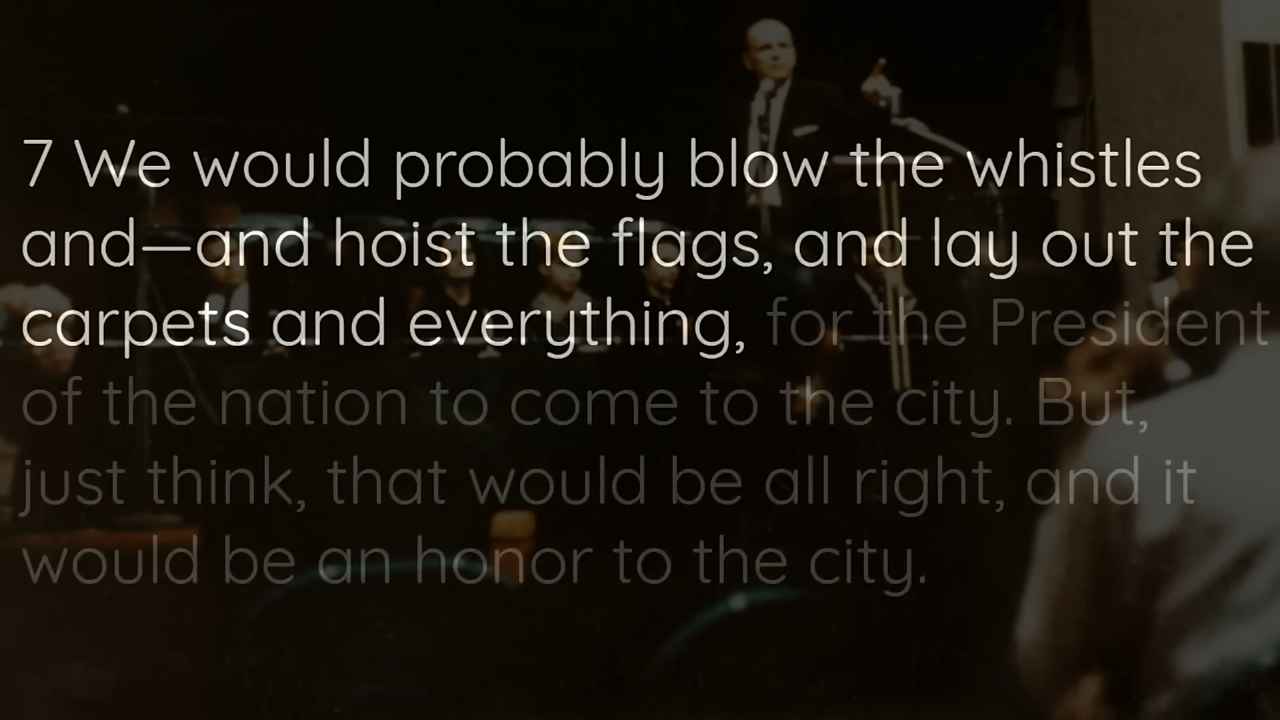 7 We would probably blow the whistles
and—and hoist the flags, and lay out the
carpets and everything, for the President
of the nation to come to the city. But,
just think, that would be all right, and it
would be an honor to the city.